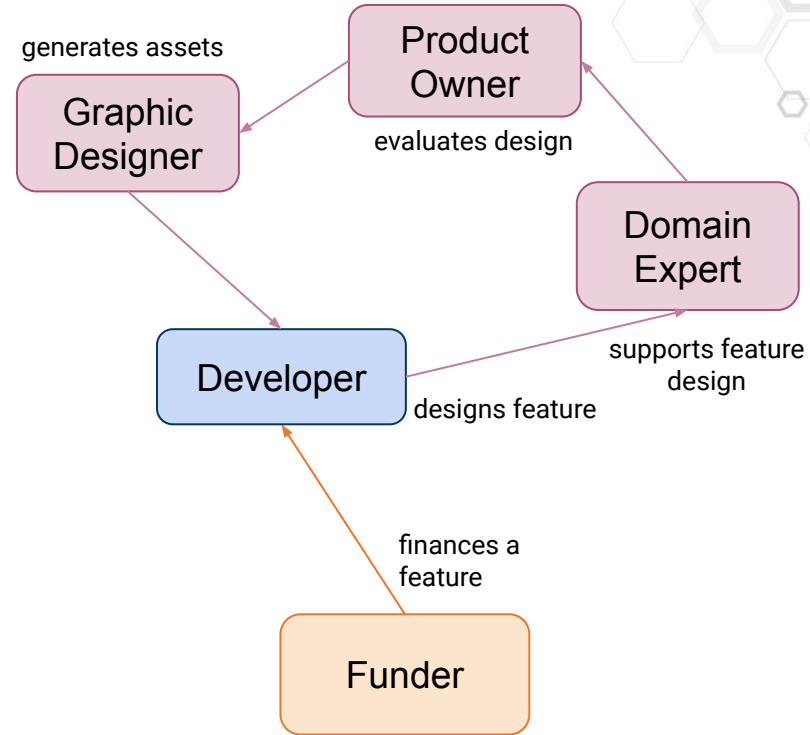 generates assets
Graphic
Designer
Product
Owner
evaluates design
Domain
Expert
supports feature
design
Developer
designs feature
finances a
feature
Funder